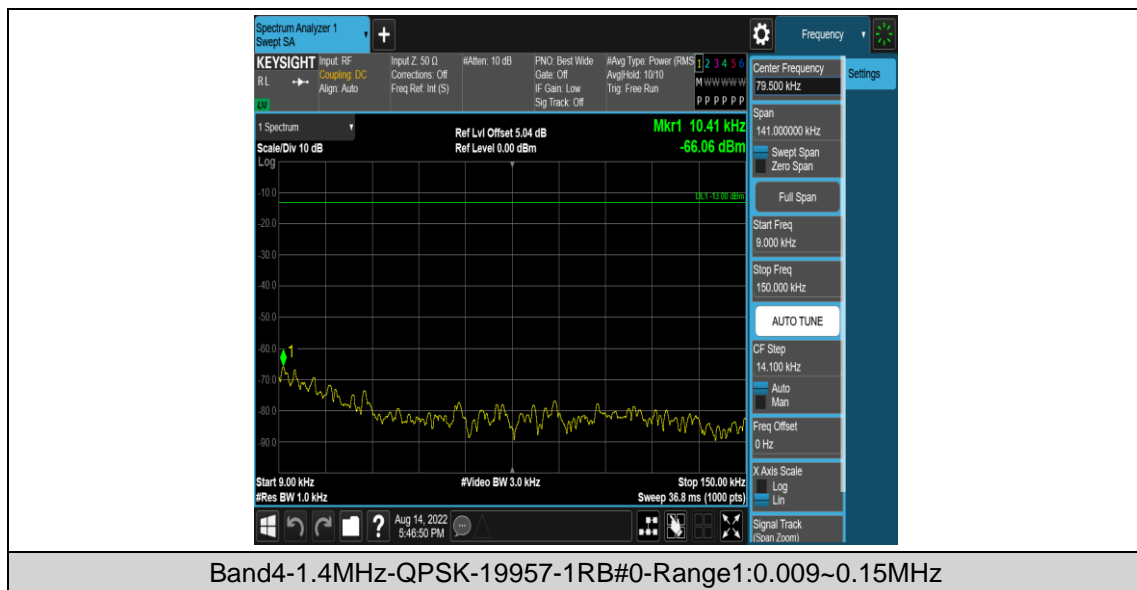 Spectrum Analyzer 1
Swept SA
+
Frequency
KEYSIGHT
RL
LXI
Input: RF
Coupling: DC
Align: Auto
Input Z: 50 Ω
Corrections: Off
Freq Ref: Int (S)
#Atten: 10 dB
PNO: Best Wide
Gate: Off
IF Gain: Low
Sig Track: Off
#Avg Type: Power (RMS
Avg|Hold: 10/10
Trig: Free Run
1 2 3 4 5 6
M W W W W W
P P P P P P
1 Spectrum
Scale/Div 10 dB
Log
Ref Lvl Offset 5.04 dB
Ref Level 0.00 dBm
Mkr1 10.41 kHz
-66.06 dBm
DL1 -13.00 dBm
-10.0
-20.0
-30.0
-40.0
-50.0
-60.0
1
-70.0
-80.0
-90.0
Start 9.00 kHz
#Res BW 1.0 kHz
#Video BW 3.0 kHz
Stop 150.00 kHz
Sweep 36.8 ms (1000 pts)
?
Aug 14, 2022
5:46:50 PM
Center Frequency
79.500 kHz
Settings
Span
141.000000 kHz
Swept Span
Zero Span
Full Span
Start Freq
9.000 kHz
Stop Freq
150.000 kHz
AUTO TUNE
CF Step
14.100 kHz
Auto
Man
Freq Offset
0 Hz
X Axis Scale
Log
Lin
Signal Track
(Span Zoom)
Band4-1.4MHz-QPSK-19957-1RB#0-Range1:0.009~0.15MHz